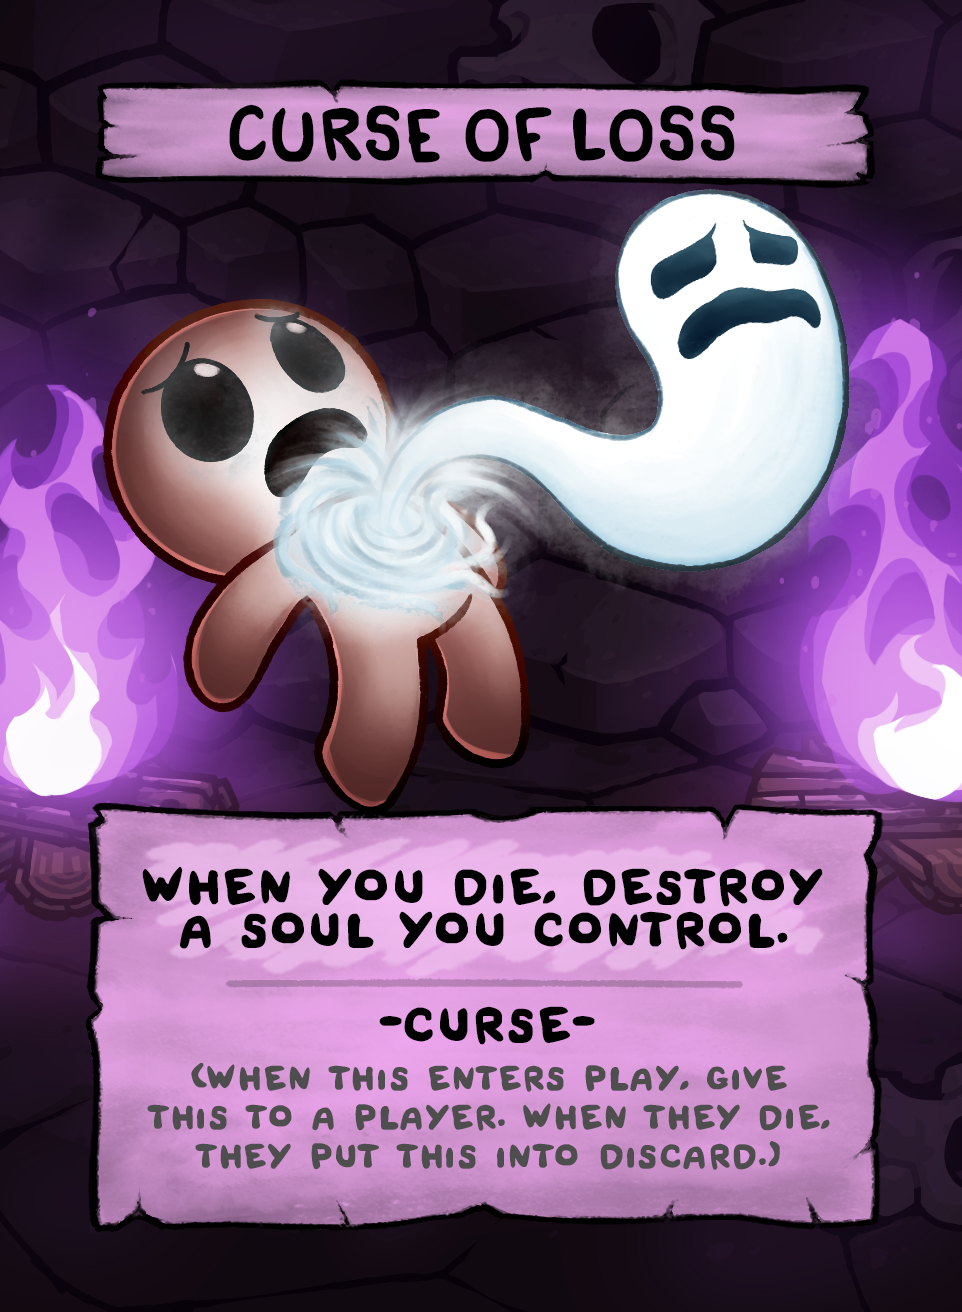 CURSE OF LOSS
WHEN YOU DIE, DESTROY
A SOUL YOU CONTROL.
-CURSE-
(WHEN THIS ENTERS PLAY, GIVE
THIS TO A PLAYER. WHEN THEY DIE,
THEY PUT THIS INTO DISCARD.)